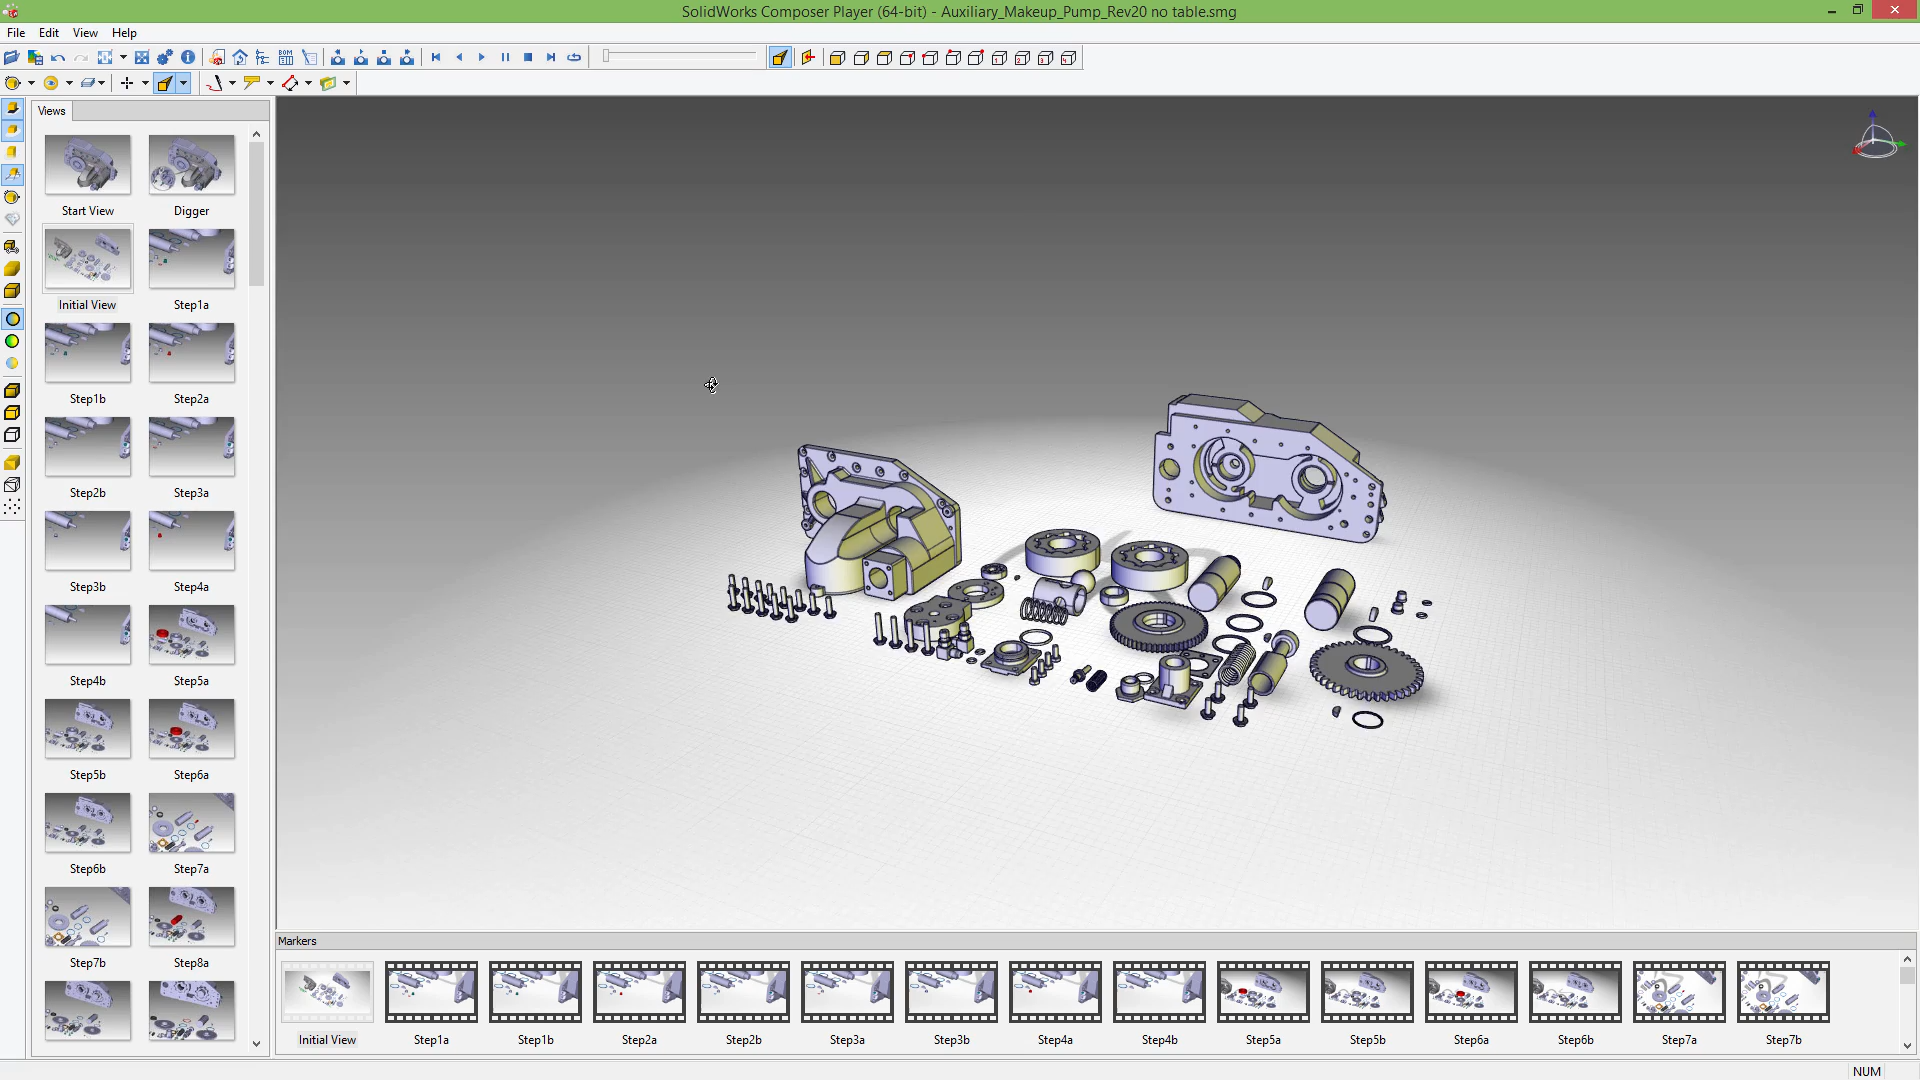 SolidWorks Composer Player (64-bit) - Auxiliary_Makeup_Pump_Rev20 no table.smg
File Edit View Help
BOM
Views
Start View Digger
Initial View Step1a
Step1b Step2a
Step2b Step3a
Step3b Step4a
Step4b Step5a
Step5b Step6a
Step6b Step7a
Step7b Step8a
Markers
Initial View Step1a Step1b Step2a Step2b Step3a Step3b Step4a Step4b Step5a Step5b Step6a Step6b Step7a Step7b
NUM